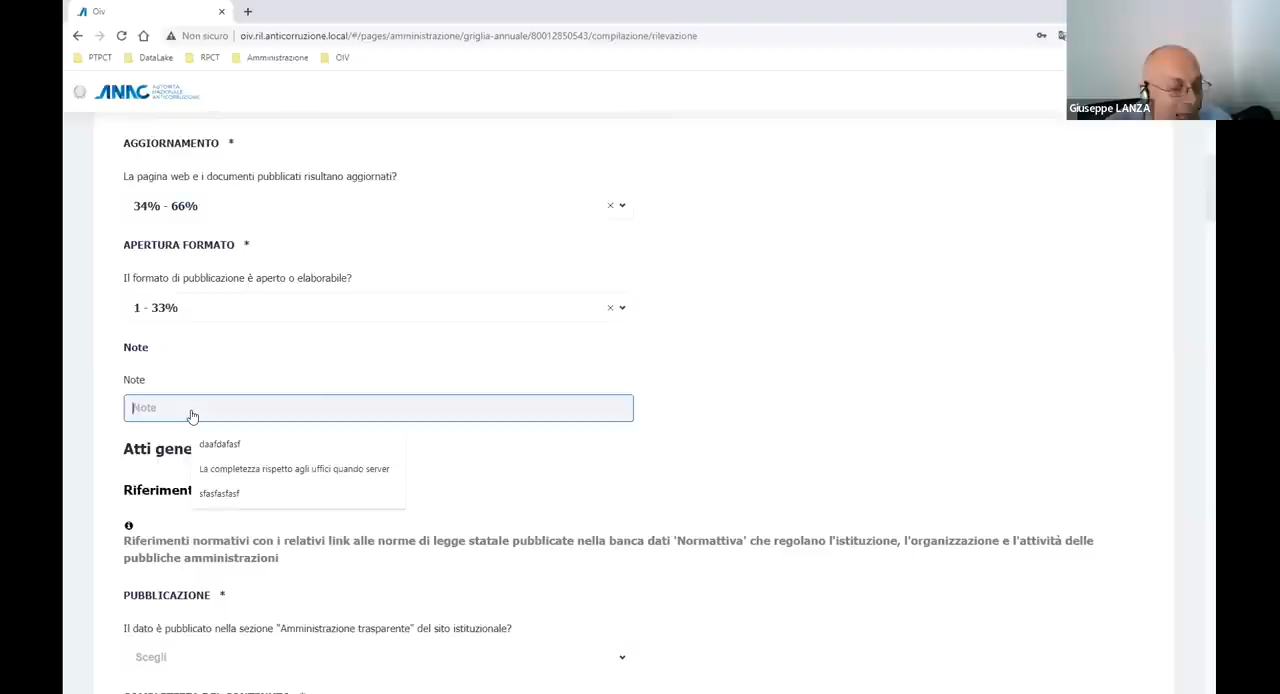 Oiv
Non sicuro
oiv.ril.anticorruzione.local/#/pages/amministrazione/griglia-annuale/80012850543/compilazione/rilevazione
PTPCT
DataLake
RPCT
Amministrazione
OIV
Giuseppe LANZA
ANAC
AUTORITÀ
NAZIONALE
ANTICORRUZIONE
AGGIORNAMENTO *
La pagina web e i documenti pubblicati risultano aggiornati?
34% - 66%
APERTURA FORMATO *
Il formato di pubblicazione è aperto o elaborabile?
1 - 33%
Note
Note
Note
Atti gene
daafdafasf
La completezza rispetto agli uffici quando server
Riferiment
sfasfasfasf
Riferimenti normativi con i relativi link alle norme di legge statale pubblicate nella banca dati 'Normattiva' che regolano l'istituzione, l'organizzazione e l'attività delle
pubbliche amministrazioni
PUBBLICAZIONE *
Il dato è pubblicato nella sezione "Amministrazione trasparente" del sito istituzionale?
Scegli